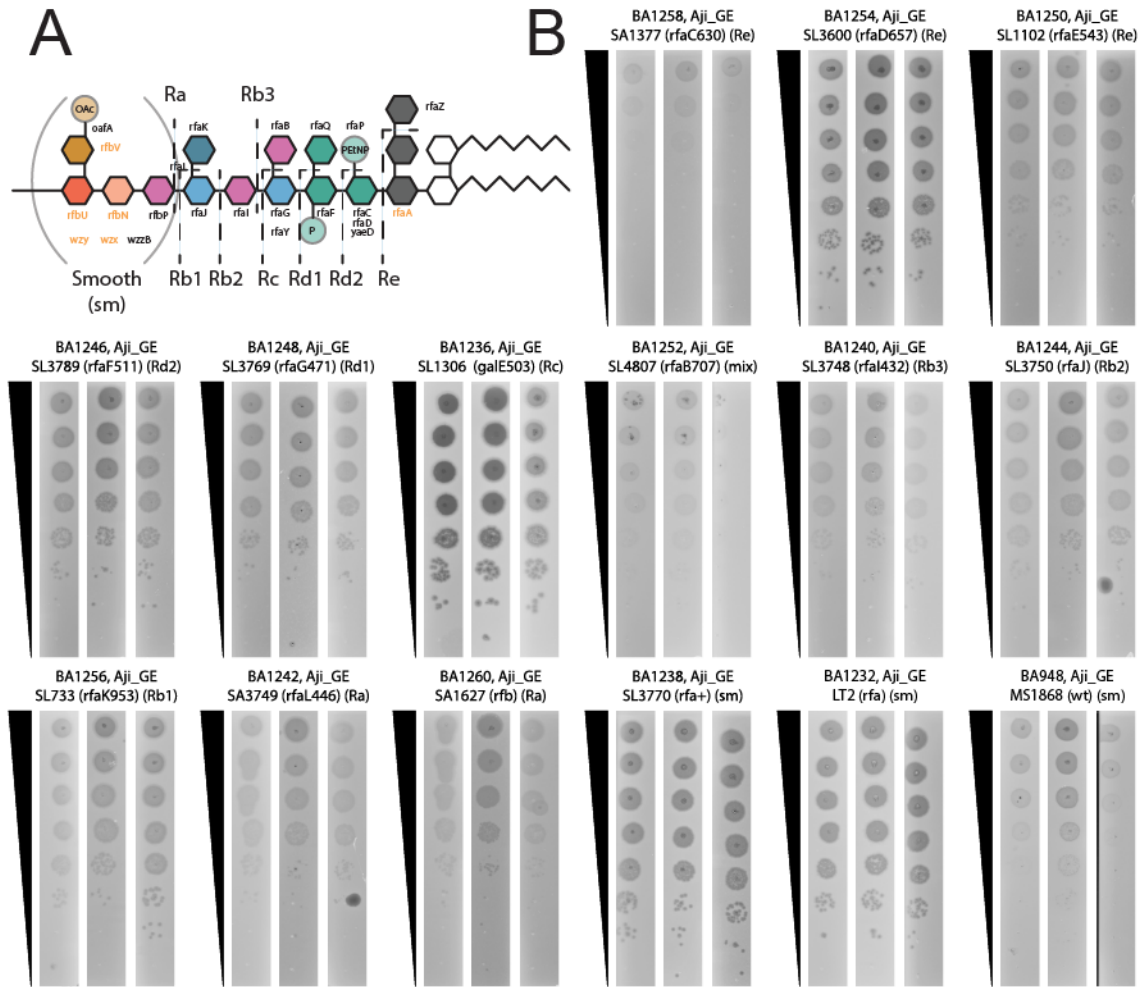 A
B
OAc
oafA
rfbV
rfbU
rfbN
rfbP
wzy
wzx
wzzB
Smooth
(sm)
Ra
rfaL
rfaK
rfaJ
rfaI
Rb3
rfaB
rfaG
rfaY
rfaQ
rfaF
P
rfaP
PEtNP
rfaC
rfaD
yaeD
rfaZ
rfaA
Rb1
Rb2
Rc
Rd1
Rd2
Re
BA1258, Aji_GE
SA1377 (rfaC630) (Re)
BA1254, Aji_GE
SL3600 (rfaD657) (Re)
BA1250, Aji_GE
SL1102 (rfaE543) (Re)
BA1246, Aji_GE
SL3789 (rfaF511) (Rd2)
BA1248, Aji_GE
SL3769 (rfaG471) (Rd1)
BA1236, Aji_GE
SL1306 (galE503) (Rc)
BA1252, Aji_GE
SL4807 (rfaB707) (mix)
BA1240, Aji_GE
SL3748 (rfaI432) (Rb3)
BA1244, Aji_GE
SL3750 (rfaJ) (Rb2)
BA1256, Aji_GE
SL733 (rfaK953) (Rb1)
BA1242, Aji_GE
SA3749 (rfaL446) (Ra)
BA1260, Aji_GE
SA1627 (rfb) (Ra)
BA1238, Aji_GE
SL3770 (rfa+) (sm)
BA1232, Aji_GE
LT2 (rfa) (sm)
BA948, Aji_GE
MS1868 (wt) (sm)